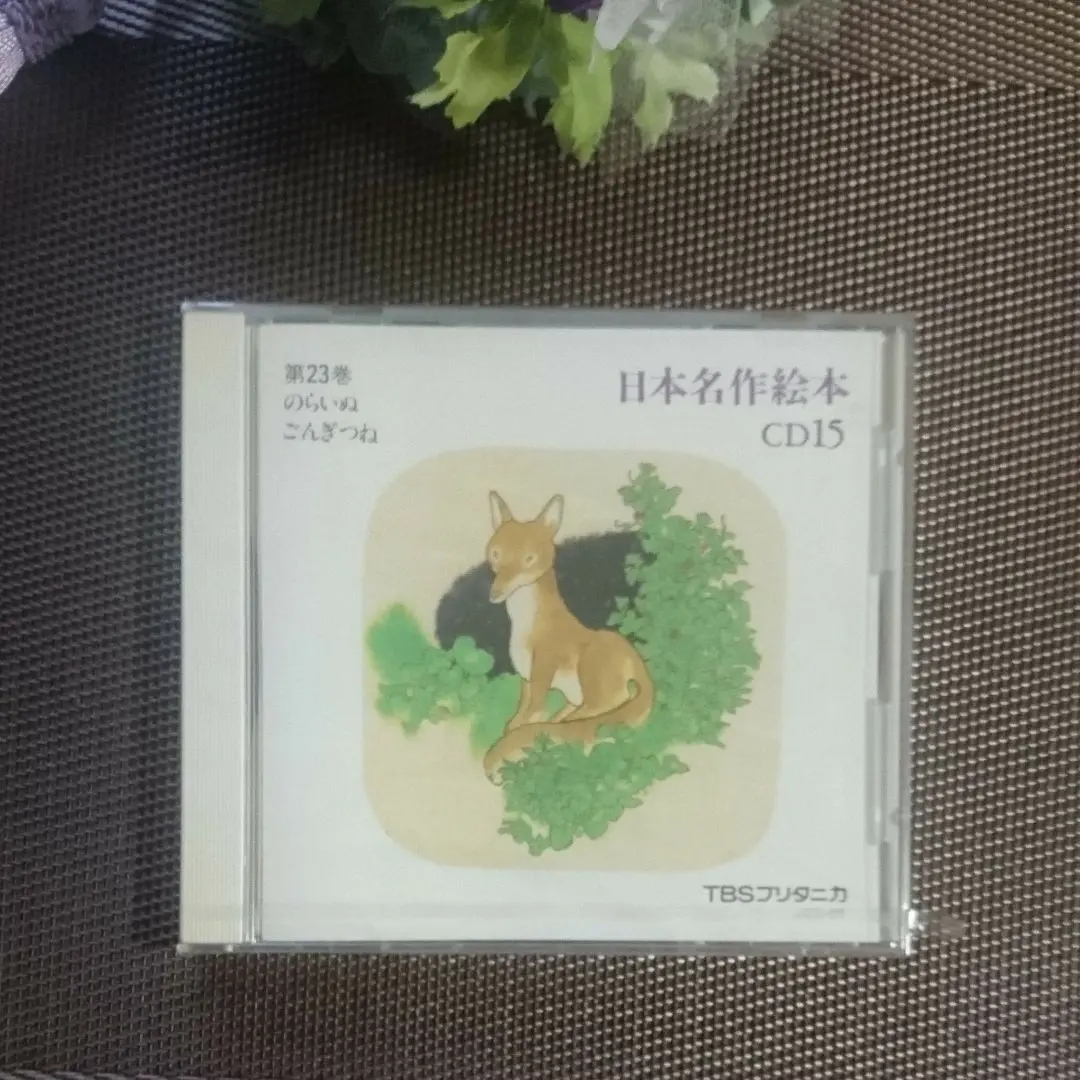 第23巻
のらいぬ
ごんぎつね
日本名作絵本
CD15
TBSブリタニカ